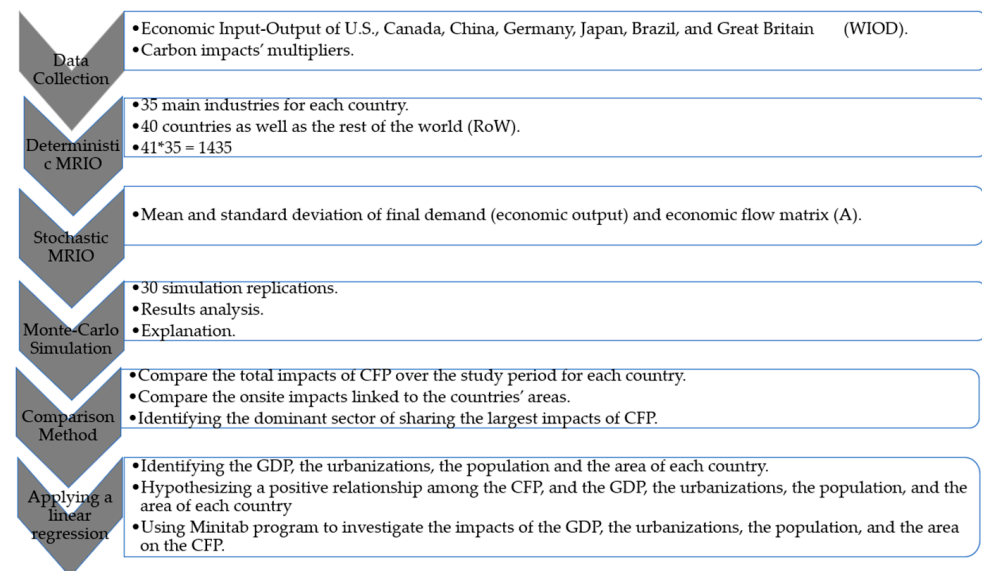 Data
Collection
•Economic Input-Output of U.S., Canada, China, Germany, Japan, Brazil, and Great Britain (WIOD).
•Carbon impacts’ multipliers.
Deterministi
c MRIO
•35 main industries for each country.
•40 countries as well as the rest of the world (RoW).
•41*35 = 1435
Stochastic
MRIO
•Mean and standard deviation of final demand (economic output) and economic flow matrix (A).
Monte-Carlo
Simulation
•30 simulation replications.
•Results analysis.
•Explanation.
Comparison
Method
•Compare the total impacts of CFP over the study period for each country.
•Compare the onsite impacts linked to the countries’ areas.
•Identifying the dominant sector of sharing the largest impacts of CFP.
Applying a
linear
regression
•Identifying the GDP, the urbanizations, the population and the area of each country.
•Hypothesizing a positive relationship among the CFP, and the GDP, the urbanizations, the population, and the
area of each country
•Using Minitab program to investigate the impacts of the GDP, the urbanizations, the population, and the area
on the CFP.